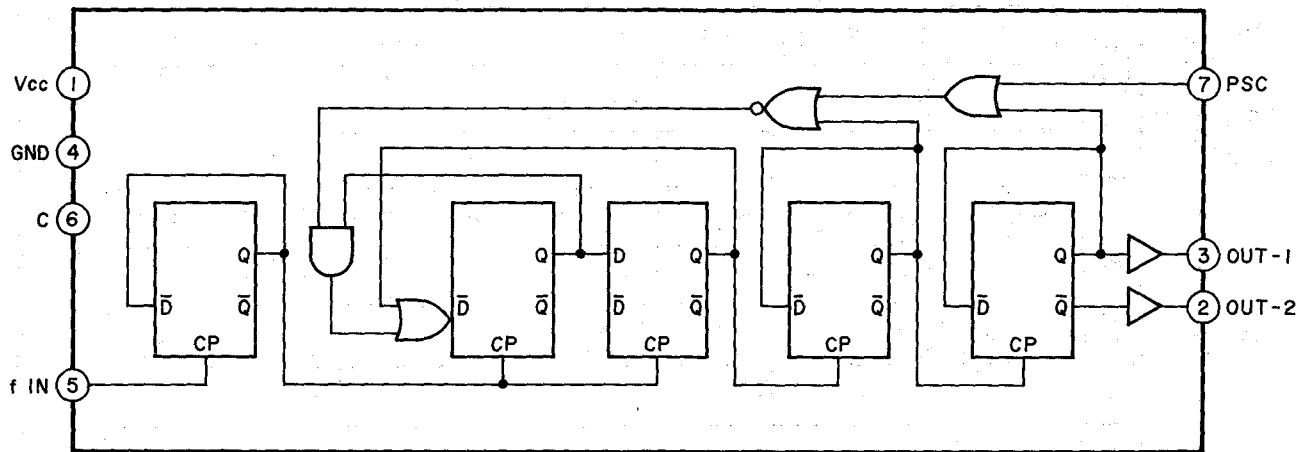 Vcc 1
GND 4
C 6
f IN 5
7 PSC
3 OUT-1
2 OUT-2
Q
D̅ Q̅
CP
Q
D̅ Q̅
CP
D Q
D̅ Q̅
CP
Q
D̅ Q̅
CP
Q
D̅ Q̅
CP